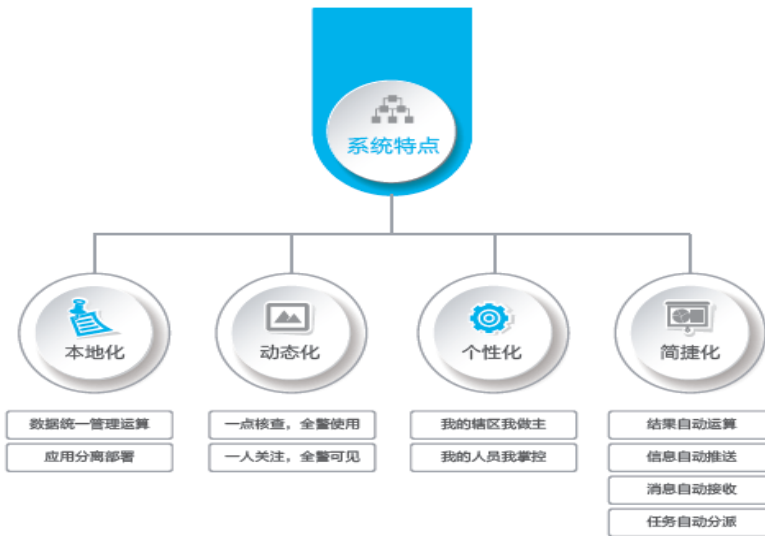 系统特点
本地化
动态化
个性化
简捷化
数据统一管理运算
一点核查，全警使用
我的辖区我做主
结果自动运算
应用分离部署
一人关注，全警可见
我的人员我掌控
信息自动推送
消息自动接收
任务自动分派